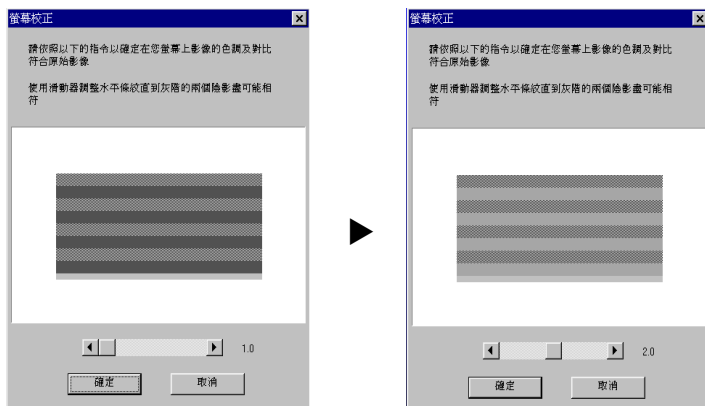 螢幕校正
請依照以下的指令以確定在您螢幕上影像的色調及對比
符合原始影像
使用滑動器調整水平條紋直到灰階的兩個陰影盡可能相
符
1.0
確定
取消
螢幕校正
請依照以下的指令以確定在您螢幕上影像的色調及對比
符合原始影像
使用滑動器調整水平條紋直到灰階的兩個陰影盡可能相
符
2.0
確定
取消